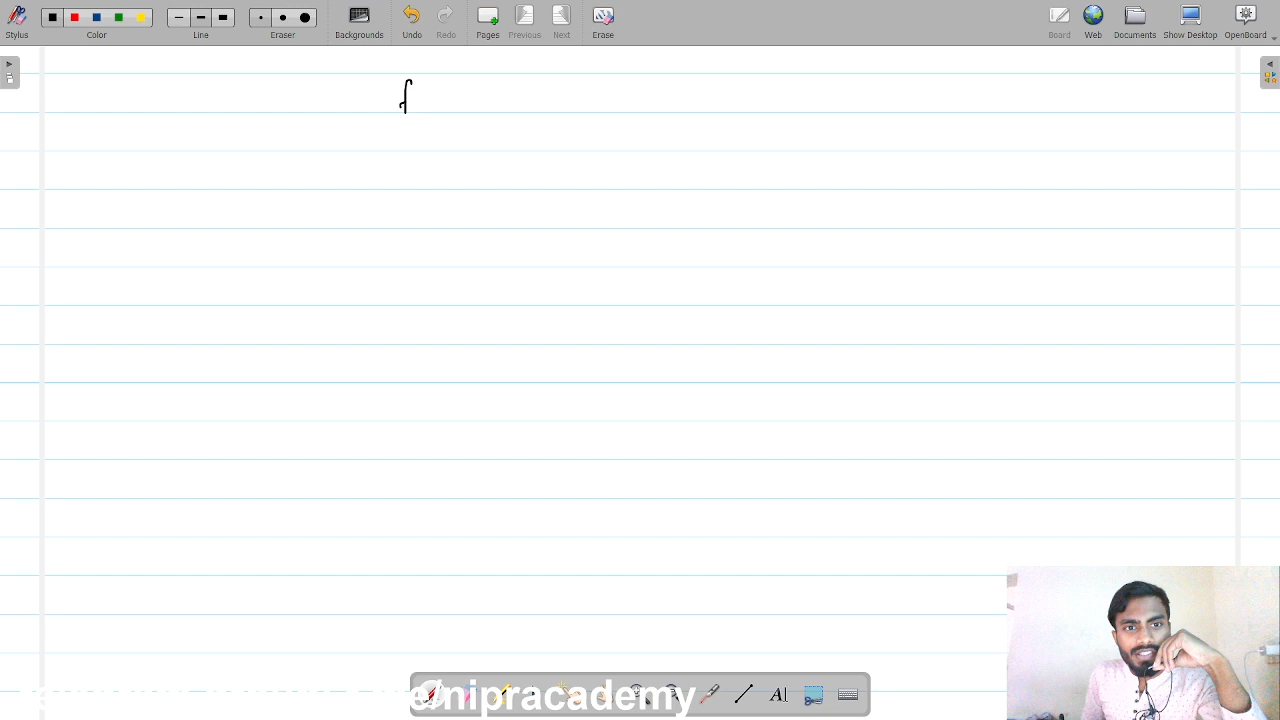 Stylus Color Line Eraser Backgrounds Undo Redo Pages Previous Next Erase Board Web Documents Show Desktop OpenBoard
f
@nipracademy